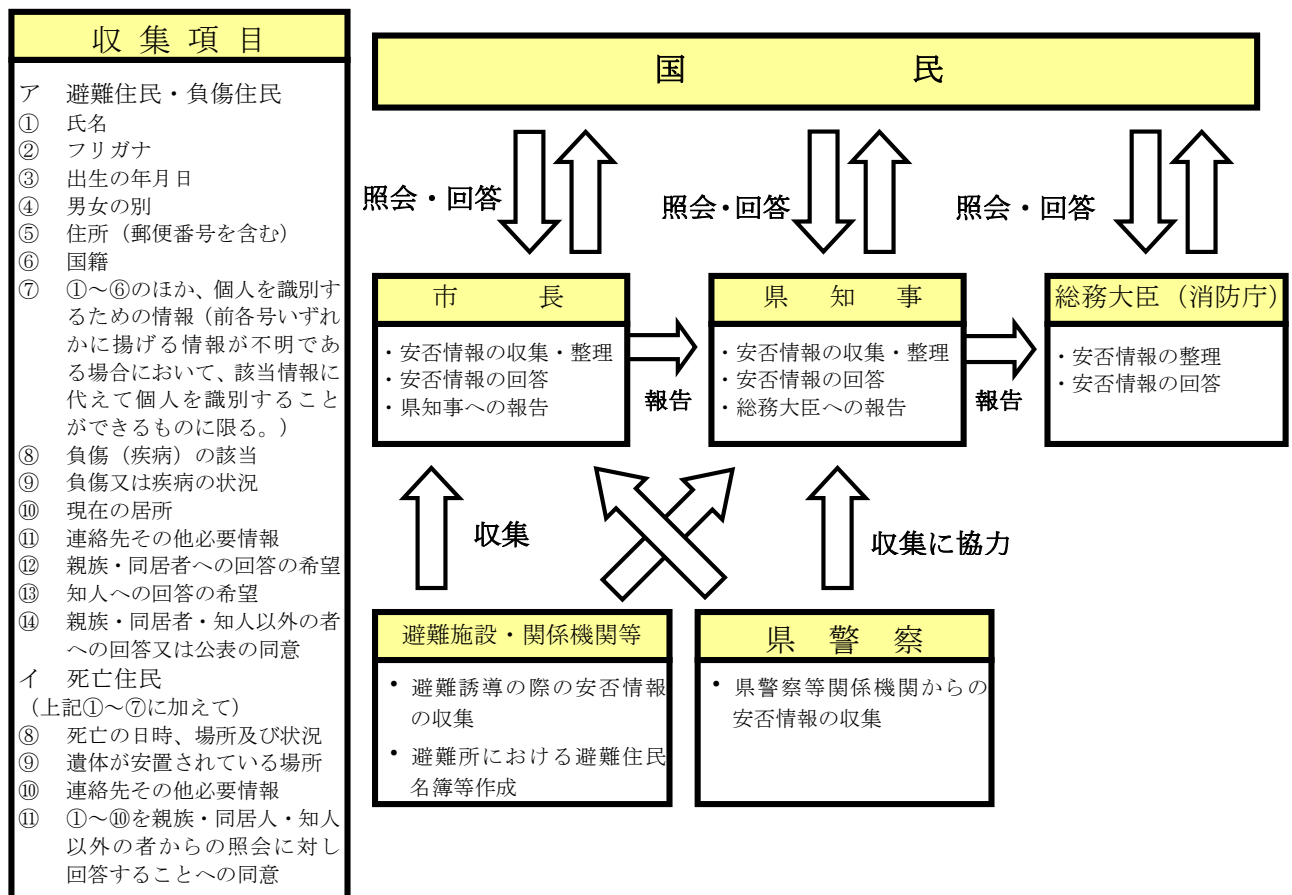 収集項目
ア　避難住民・負傷住民
①　氏名
②　フリガナ
③　出生の年月日
④　男女の別
⑤　住所（郵便番号を含む）
⑥　国籍
⑦　①～⑥のほか、個人を識別す
るための情報（前各号いずれ
かに揚げる情報が不明であ
る場合において、該当情報に
代えて個人を識別すること
ができるものに限る。）
⑧　負傷（疾病）の該当
⑨　負傷又は疾病の状況
⑩　現在の居所
⑪　連絡先その他必要情報
⑫　親族・同居者への回答の希望
⑬　知人への回答の希望
⑭　親族・同居者・知人以外の者
への回答又は公表の同意
イ　死亡住民
（上記①～⑦に加えて）
⑧　死亡の日時、場所及び状況
⑨　遺体が安置されている場所
⑩　連絡先その他必要情報
⑪　①～⑩を親族・同居人・知人
以外の者からの照会に対し
回答することへの同意
国　民
照会・回答
照会・回答
照会・回答
市　長
・安否情報の収集・整理
・安否情報の回答
・県知事への報告
報告
県　知　事
・安否情報の収集・整理
・安否情報の回答
・総務大臣への報告
報告
総務大臣（消防庁）
・安否情報の整理
・安否情報の回答
収集
収集に協力
避難施設・関係機関等
・避難誘導の際の安否情報
の収集
・避難所における避難住民
名簿等作成
県　警　察
・県警察等関係機関からの
安否情報の収集